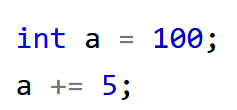 int a = 100;
a += 5;